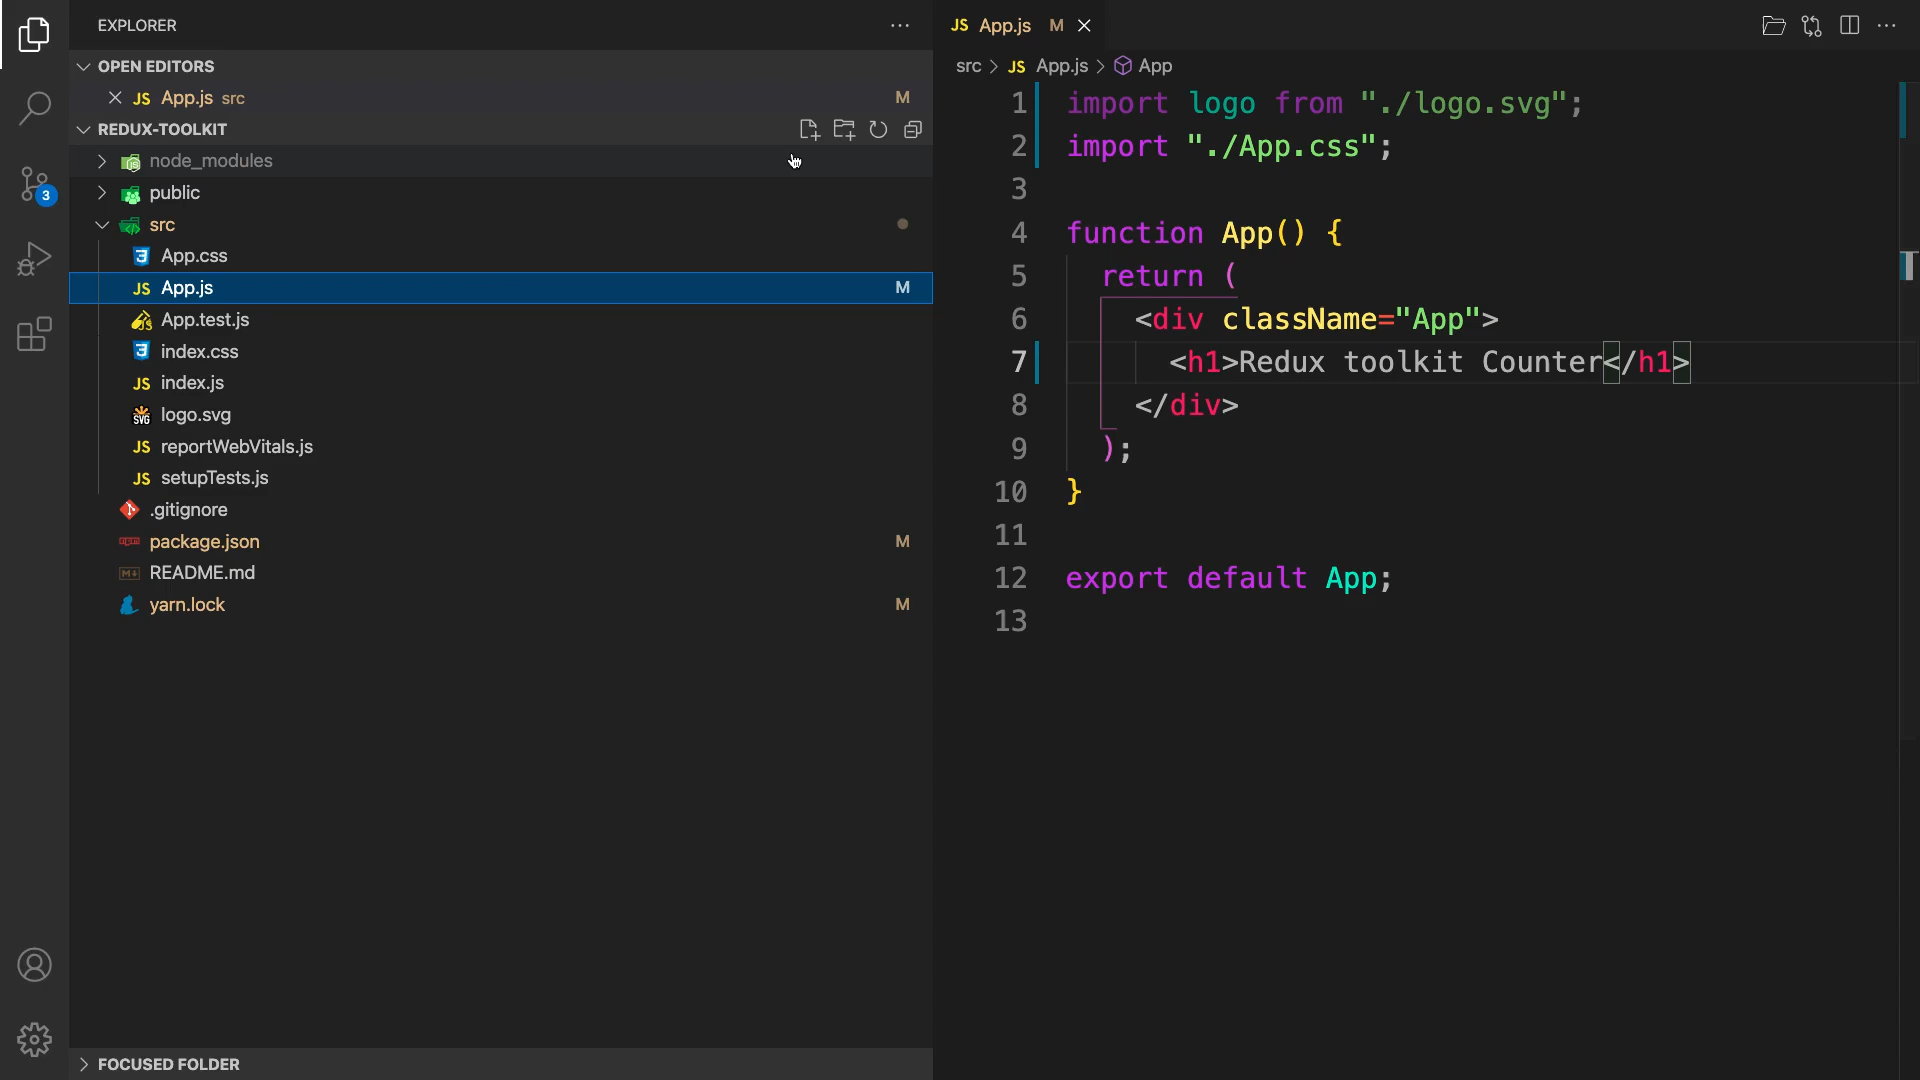 EXPLORER
OPEN EDITORS
JS App.js src M
REDUX-TOOLKIT
node_modules
public
src
App.css
JS App.js M
App.test.js
index.css
JS index.js
SVG logo.svg
JS reportWebVitals.js
JS setupTests.js
.gitignore
package.json M
README.md
yarn.lock M
FOCUSED FOLDER
3
JS App.js M
src > JS App.js > App
1 import logo from "./logo.svg";
2 import "./App.css";
3
4 function App() {
5 return (
6 <div className="App">
7 <h1>Redux toolkit Counter</h1>
8 </div>
9 );
10 }
11
12 export default App;
13